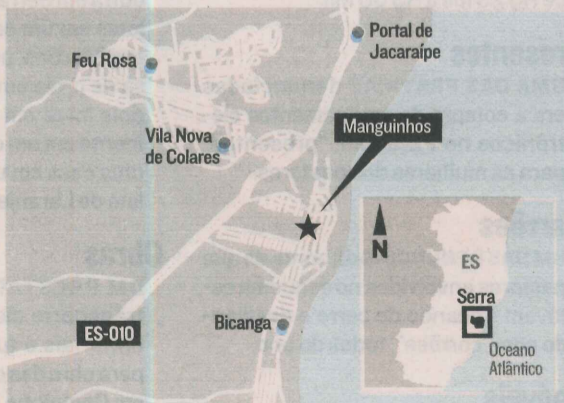 Portal de
Jacaraípe
Feu Rosa
Manguinhos
Vila Nova
de Colares
N
ES
Serra
ES-010
Bicanga
Oceano
Atlântico